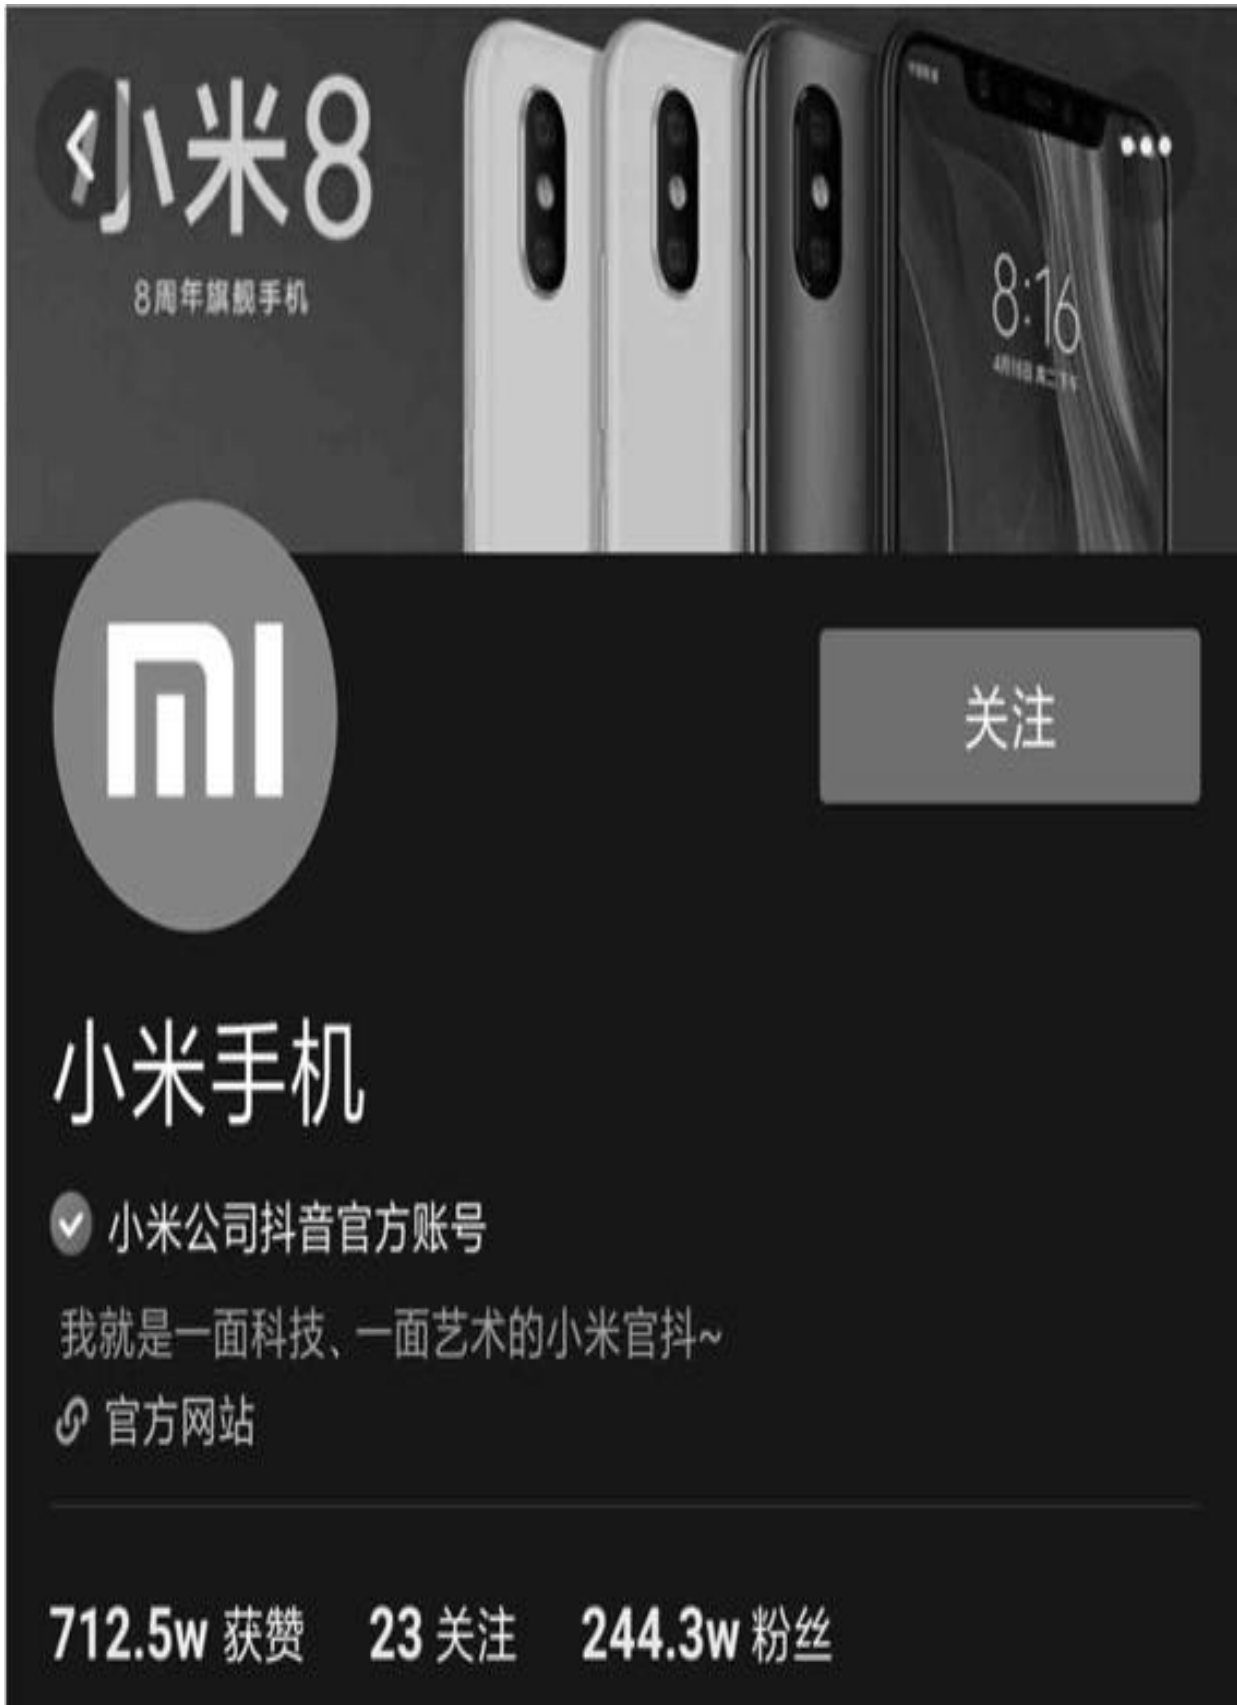 小米8
8周年旗舰手机
8:16
mi
关注
小米手机
小米公司抖音官方账号
我就是一面科技、一面艺术的小米官抖~
官方网站
712.5w 获赞 23 关注 244.3w 粉丝